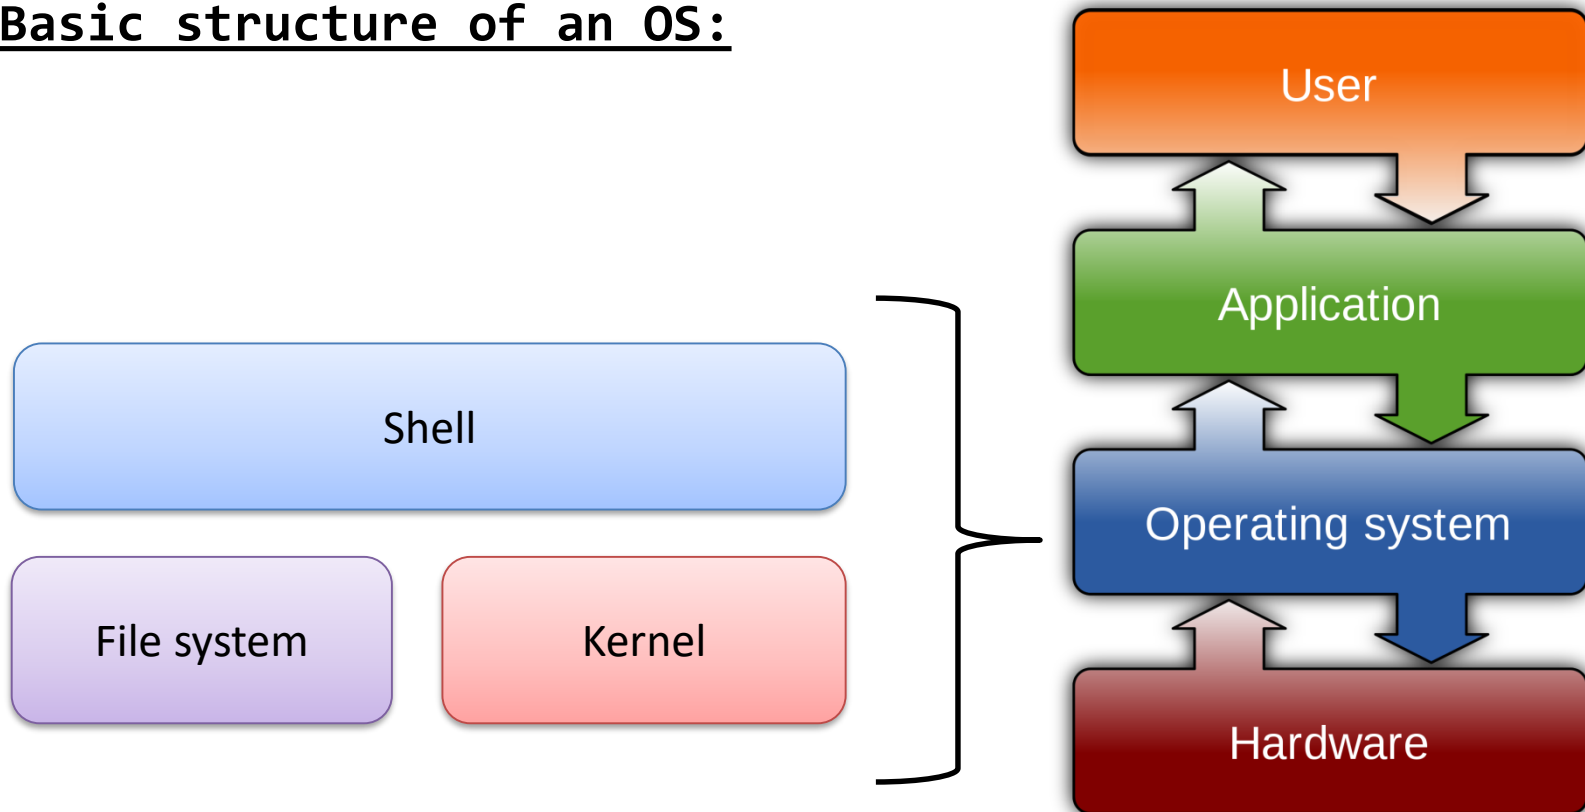 Basic structure of an OS:
User
Application
Shell
Operating system
File system
Kernel
Hardware